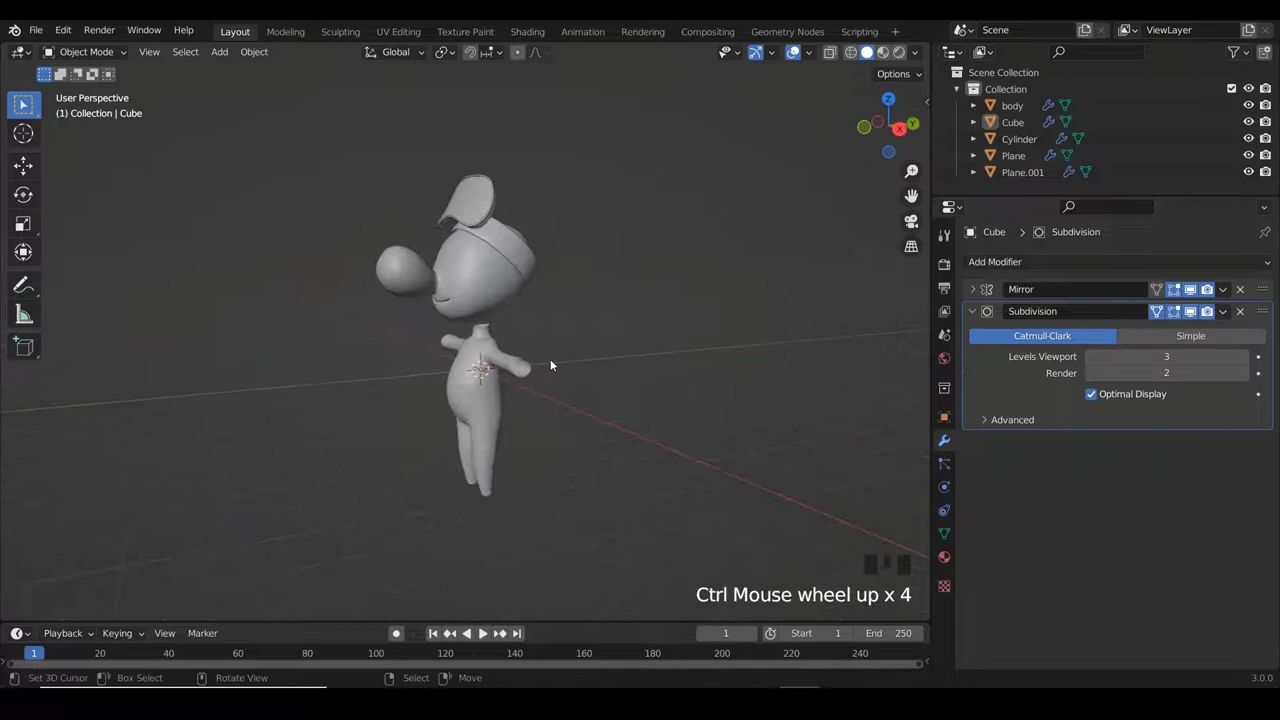 File Edit Render Window Help Layout Modeling Sculpting UV Editing Texture Paint Shading Animation Rendering Compositing Geometry Nodes Scripting + Scene ViewLayer
Object Mode View Select Add Object Global
Options
User Perspective
(1) Collection | Cube
Z
Y
X
Scene Collection
Collection
body
Cube
Cylinder
Plane
Plane.001
Cube Subdivision
Add Modifier
Mirror
Subdivision
Catmull-Clark Simple
Levels Viewport 3
Render 2
Optimal Display
Advanced
Ctrl Mouse wheel up x 4
Playback Keying View Marker 1 Start 1 End 250
1 20 40 60 80 100 120 140 160 180 200 220 240
Set 3D Cursor Box Select Rotate View Select Move 3.0.0